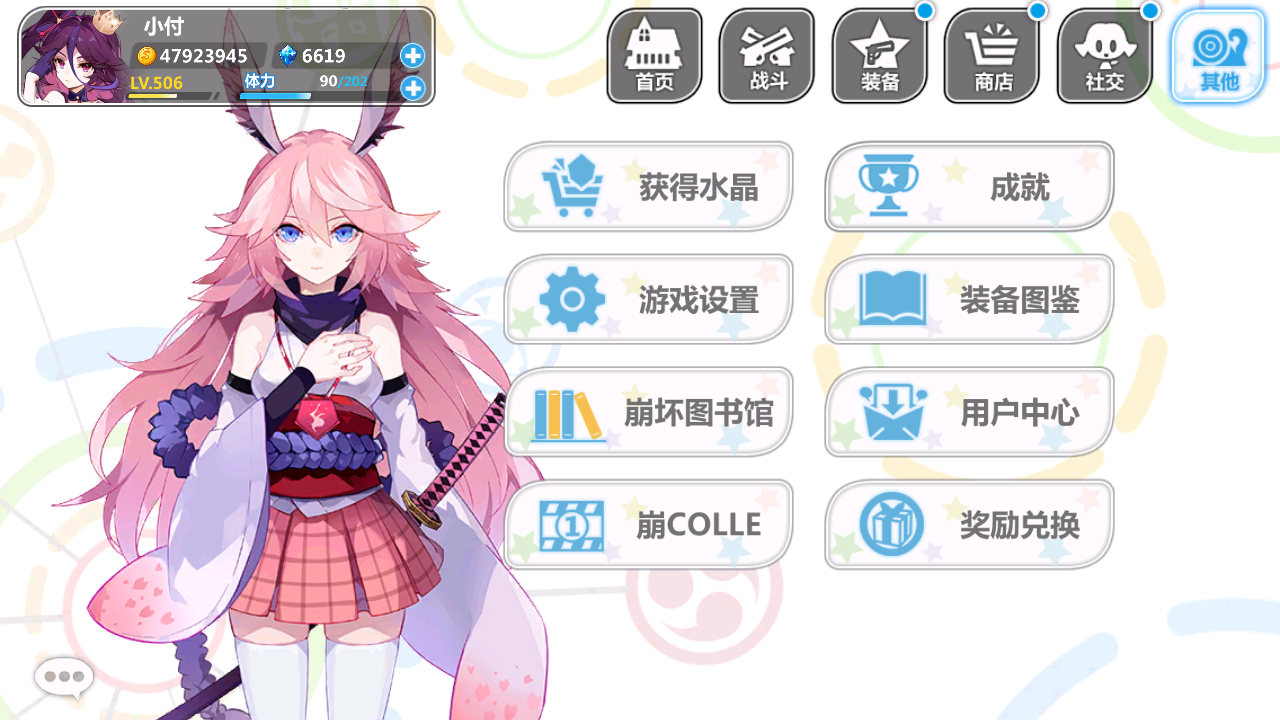 小付
47923945 6619
LV.506 体力 90/202
首页 战斗 装备 商店 社交 其他
获得水晶 成就
游戏设置 装备图鉴
崩坏图书馆 用户中心
1 崩COLLE 奖励兑换